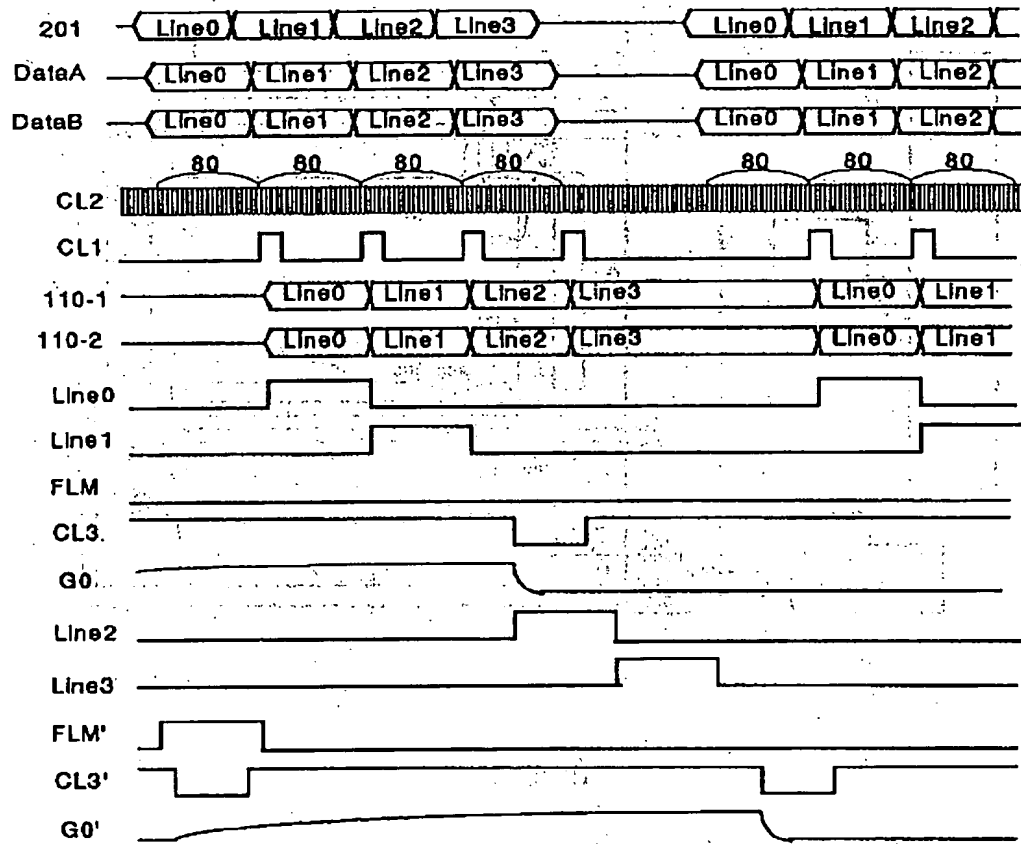 201 Line0 Line1 Line2 Line3 Line0 Line1 Line2
DataA Line0 Line1 Line2 Line3 Line0 Line1 Line2
DataB Line0 Line1 Line2 Line3 Line0 Line1 Line2
80 80 80 80 80 80 80
CL2
CL1
110-1 Line0 Line1 Line2 Line3 Line0 Line1
110-2 Line0 Line1 Line2 Line3 Line0 Line1
Line0
Line1
FLM
CL3
G0
Line2
Line3
FLM'
CL3'
G0'